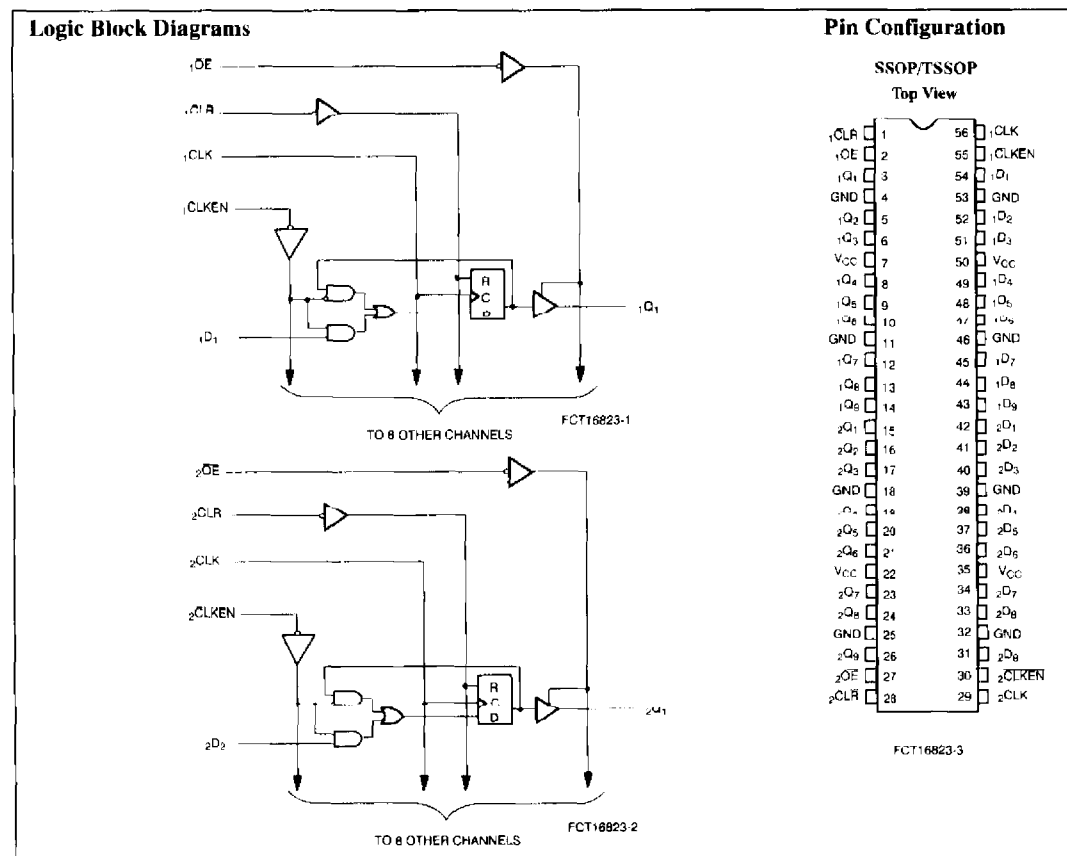 Logic Block Diagrams
1OE
1CLR
1CLK
1CLKEN
1D1
R
C
1Q1
TO 8 OTHER CHANNELS
FCT16823-1
2OE
2CLR
2CLK
2CLKEN
2D2
R
C
D
2Q1
TO 8 OTHER CHANNELS
FCT16823-2
Pin Configuration
SSOP/TSSOP
Top View
1CLR 1 56 1CLK
1OE 2 55 1CLKEN
1Q1 3 54 1D1
GND 4 53 GND
1Q2 5 52 1D2
1Q3 6 51 1D3
VCC 7 50 VCC
1Q4 8 49 1D4
1Q5 9 48 1D5
1Q6 10 47 1D6
GND 11 46 GND
1Q7 12 45 1D7
1Q8 13 44 1D8
1Q9 14 43 1D9
2Q1 15 42 2D1
2Q2 16 41 2D2
2Q3 17 40 2D3
GND 18 39 GND
19
2Q5 20 37 2D5
2Q6 21 36 2D6
VCC 22 35 VCC
2Q7 23 34 2D7
2Q8 24 33 2D8
GND 25 32 GND
2Q9 26 31
2OE 27 30 2CLKEN
2CLR 28 29 2CLK
FCT16823-3